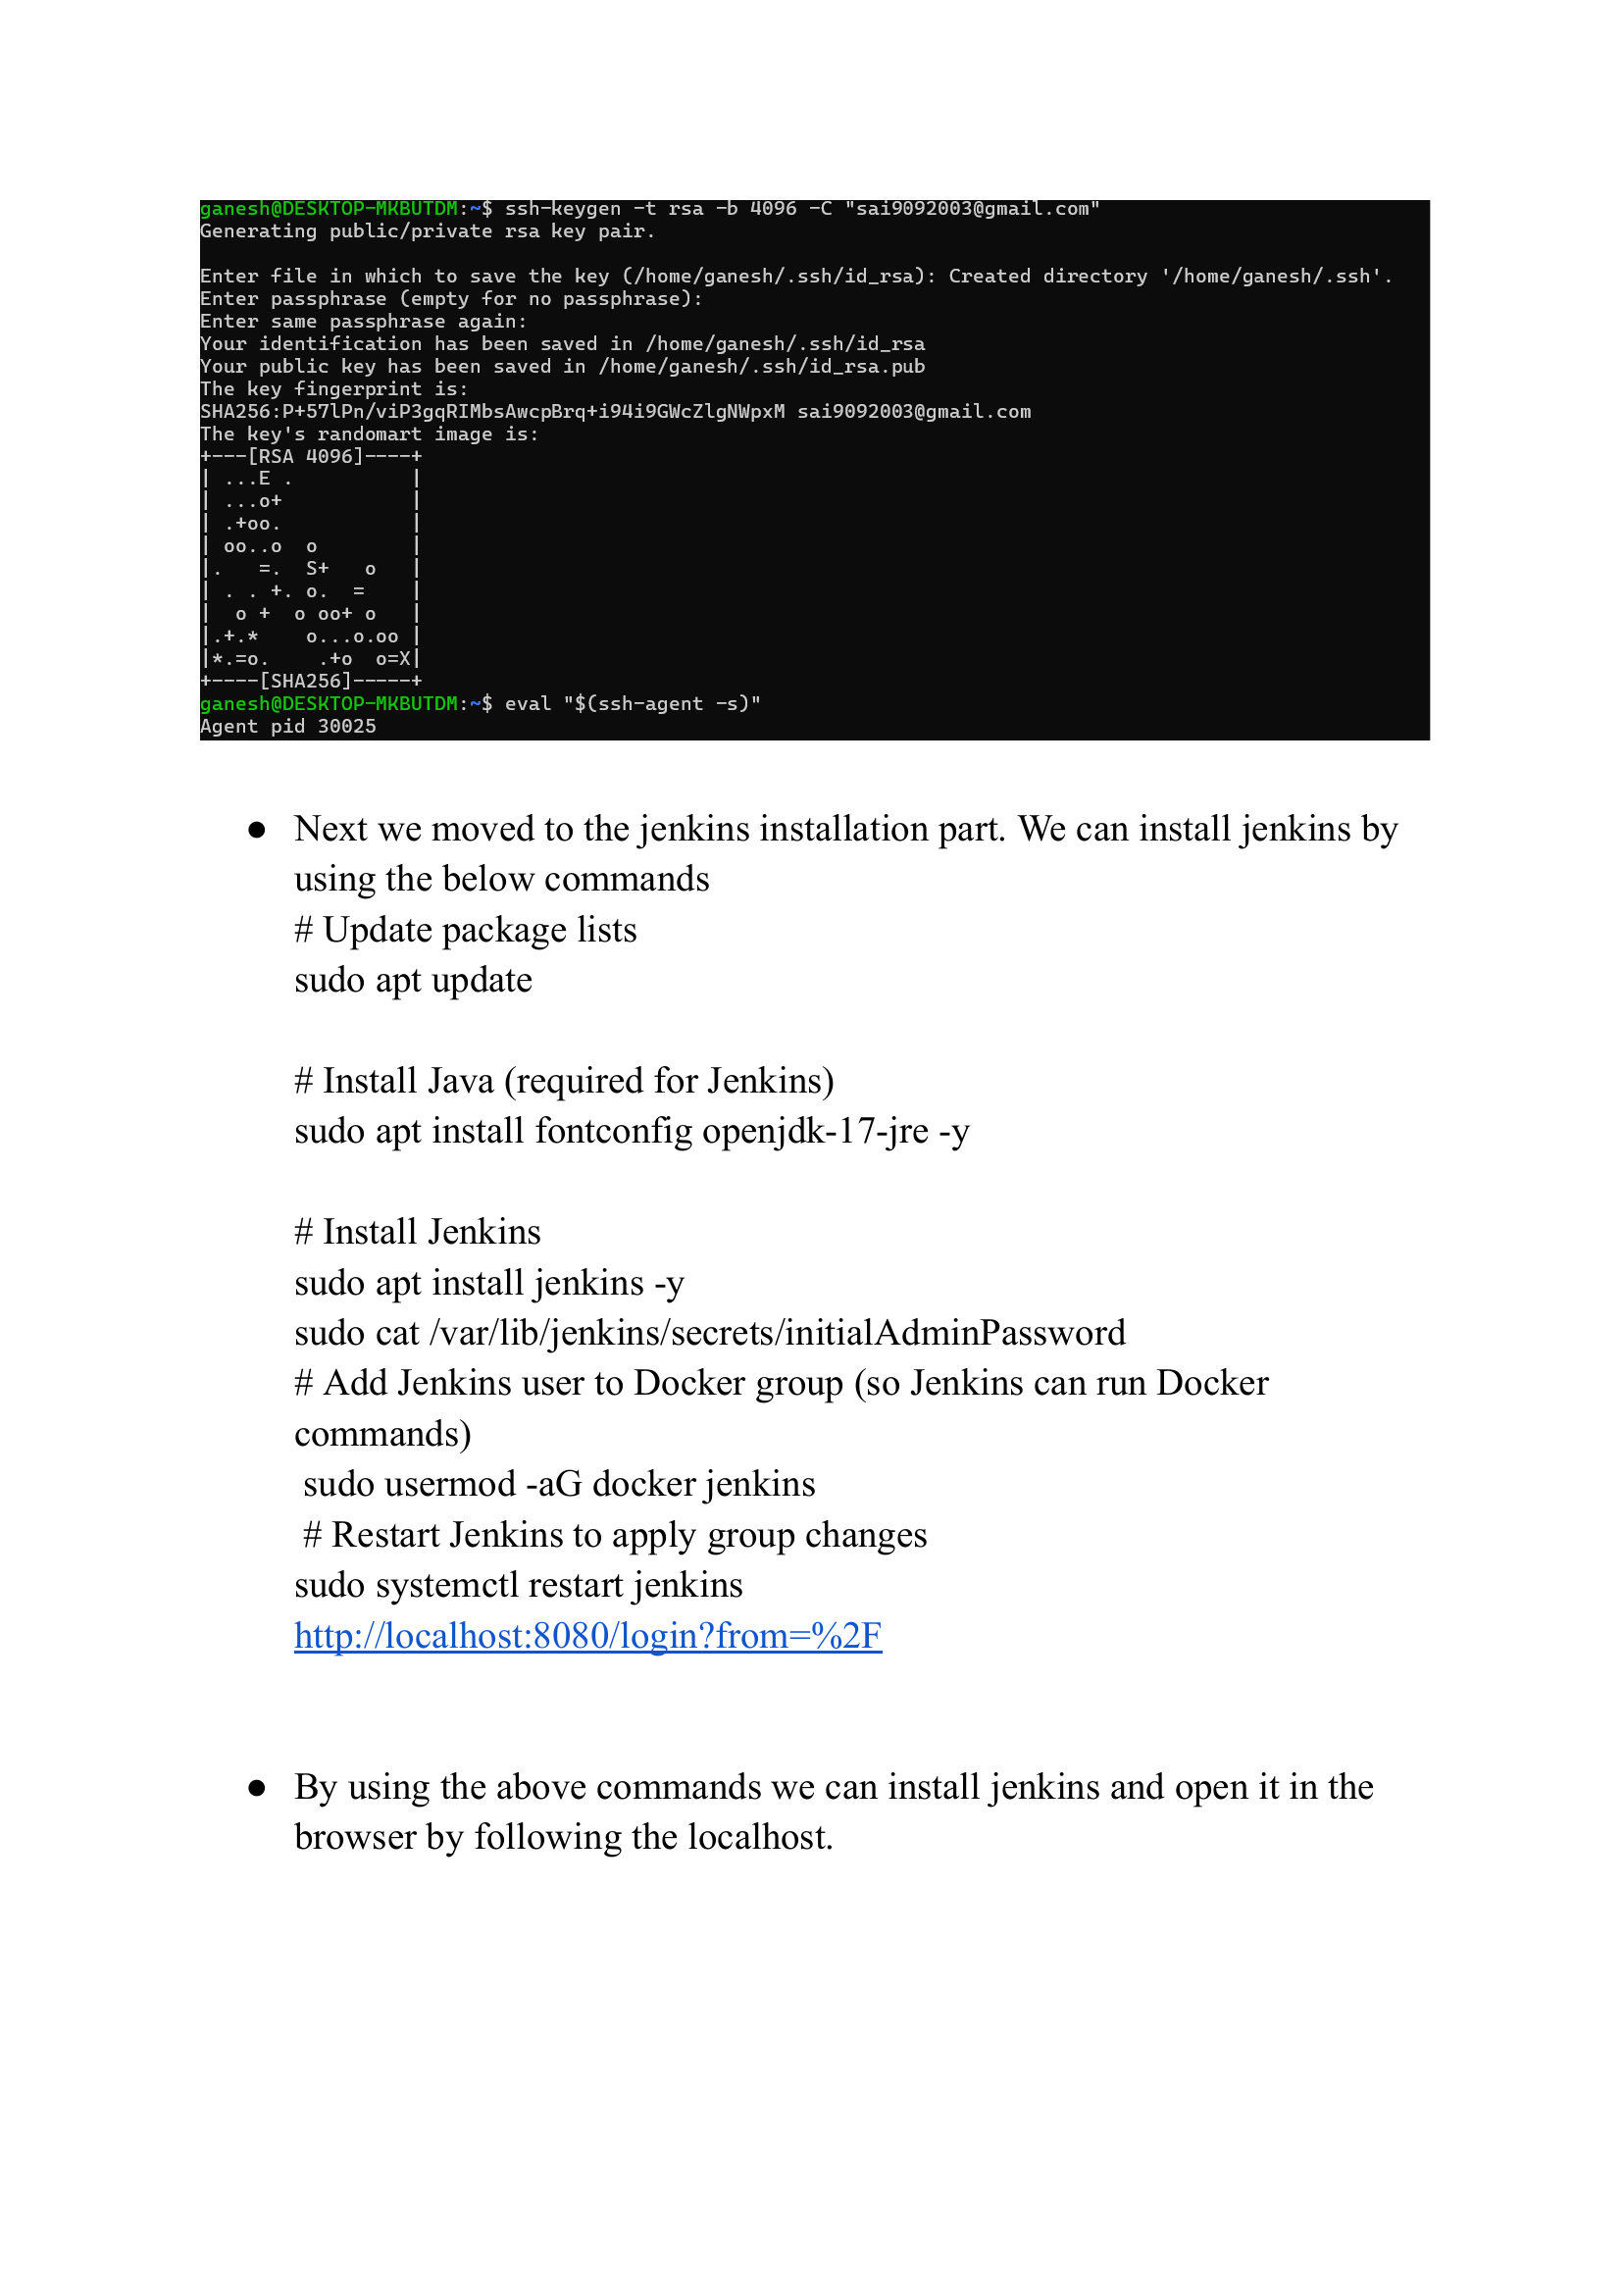 ganesh@DESKTOP-MKBUTDM:~$ ssh-keygen -t rsa -b 4096 -C "sai9092003@gmail.com"
Generating public/private rsa key pair.

Enter file in which to save the key (/home/ganesh/.ssh/id_rsa): Created directory '/home/ganesh/.ssh'.
Enter passphrase (empty for no passphrase):
Enter same passphrase again:
Your identification has been saved in /home/ganesh/.ssh/id_rsa
Your public key has been saved in /home/ganesh/.ssh/id_rsa.pub
The key fingerprint is:
SHA256:P+57lPn/viP3gqRIMbsAwcpBrq+i94i9GWcZlgNWpxM sai9092003@gmail.com
The key's randomart image is:
+---[RSA 4096]----+
| ...E .          |
| ...o+           |
| .+oo.           |
| oo..o  o        |
|.   =.  S+   o   |
| . . +. o.  =    |
|  o +  o oo+ o   |
|.+.*    o...o.oo |
|*.=o.    .+o  o=X|
+----[SHA256]-----+
ganesh@DESKTOP-MKBUTDM:~$ eval "$(ssh-agent -s)"
Agent pid 30025
● Next we moved to the jenkins installation part. We can install jenkins by
using the below commands
# Update package lists
sudo apt update

# Install Java (required for Jenkins)
sudo apt install fontconfig openjdk-17-jre -y

# Install Jenkins
sudo apt install jenkins -y
sudo cat /var/lib/jenkins/secrets/initialAdminPassword
# Add Jenkins user to Docker group (so Jenkins can run Docker
commands)
sudo usermod -aG docker jenkins
# Restart Jenkins to apply group changes
sudo systemctl restart jenkins
http://localhost:8080/login?from=%2F

● By using the above commands we can install jenkins and open it in the
browser by following the localhost.